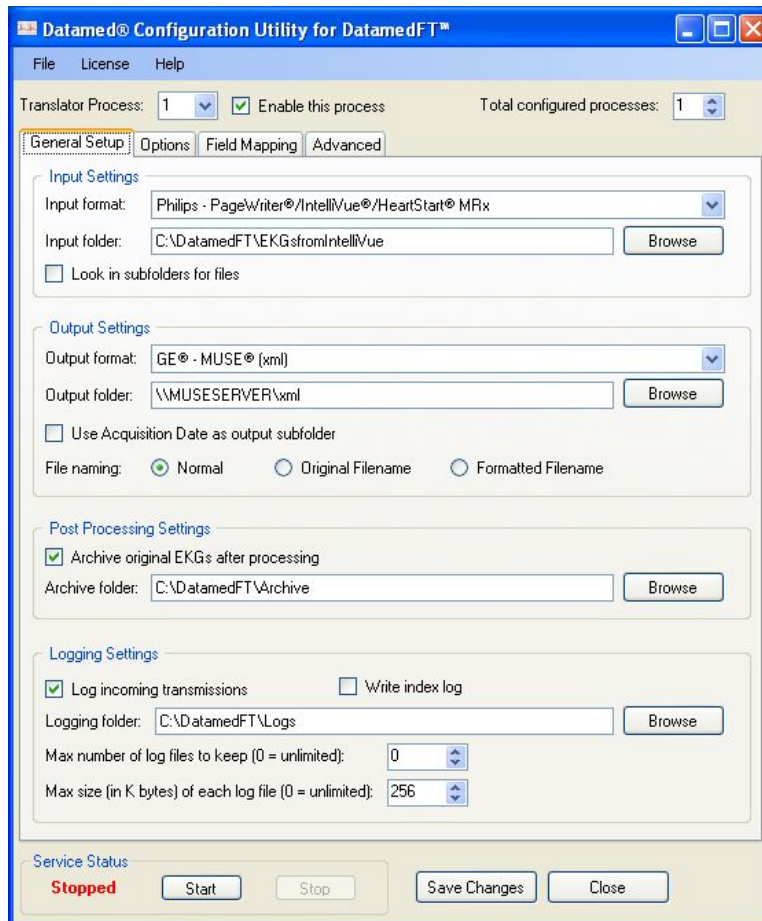 Datamed® Configuration Utility for DatamedFT™
File License Help
Translator Process: 1 Enable this process Total configured processes: 1
General Setup Options Field Mapping Advanced
Input Settings
Input format: Philips - PageWriter®/IntelliVue®/HeartStart® MRx
Input folder: C:\DatamedFT\EKGsfromIntelliVue Browse
Look in subfolders for files
Output Settings
Output format: GE® - MUSE® (xml)
Output folder: \\MUSESERVER\xml Browse
Use Acquisition Date as output subfolder
File naming: Normal Original Filename Formatted Filename
Post Processing Settings
Archive original EKGs after processing
Archive folder: C:\DatamedFT\Archive Browse
Logging Settings
Log incoming transmissions Write index log
Logging folder: C:\DatamedFT\Logs Browse
Max number of log files to keep (0 = unlimited): 0
Max size (in K bytes) of each log file (0 = unlimited): 256
Service Status
Stopped Start Stop Save Changes Close